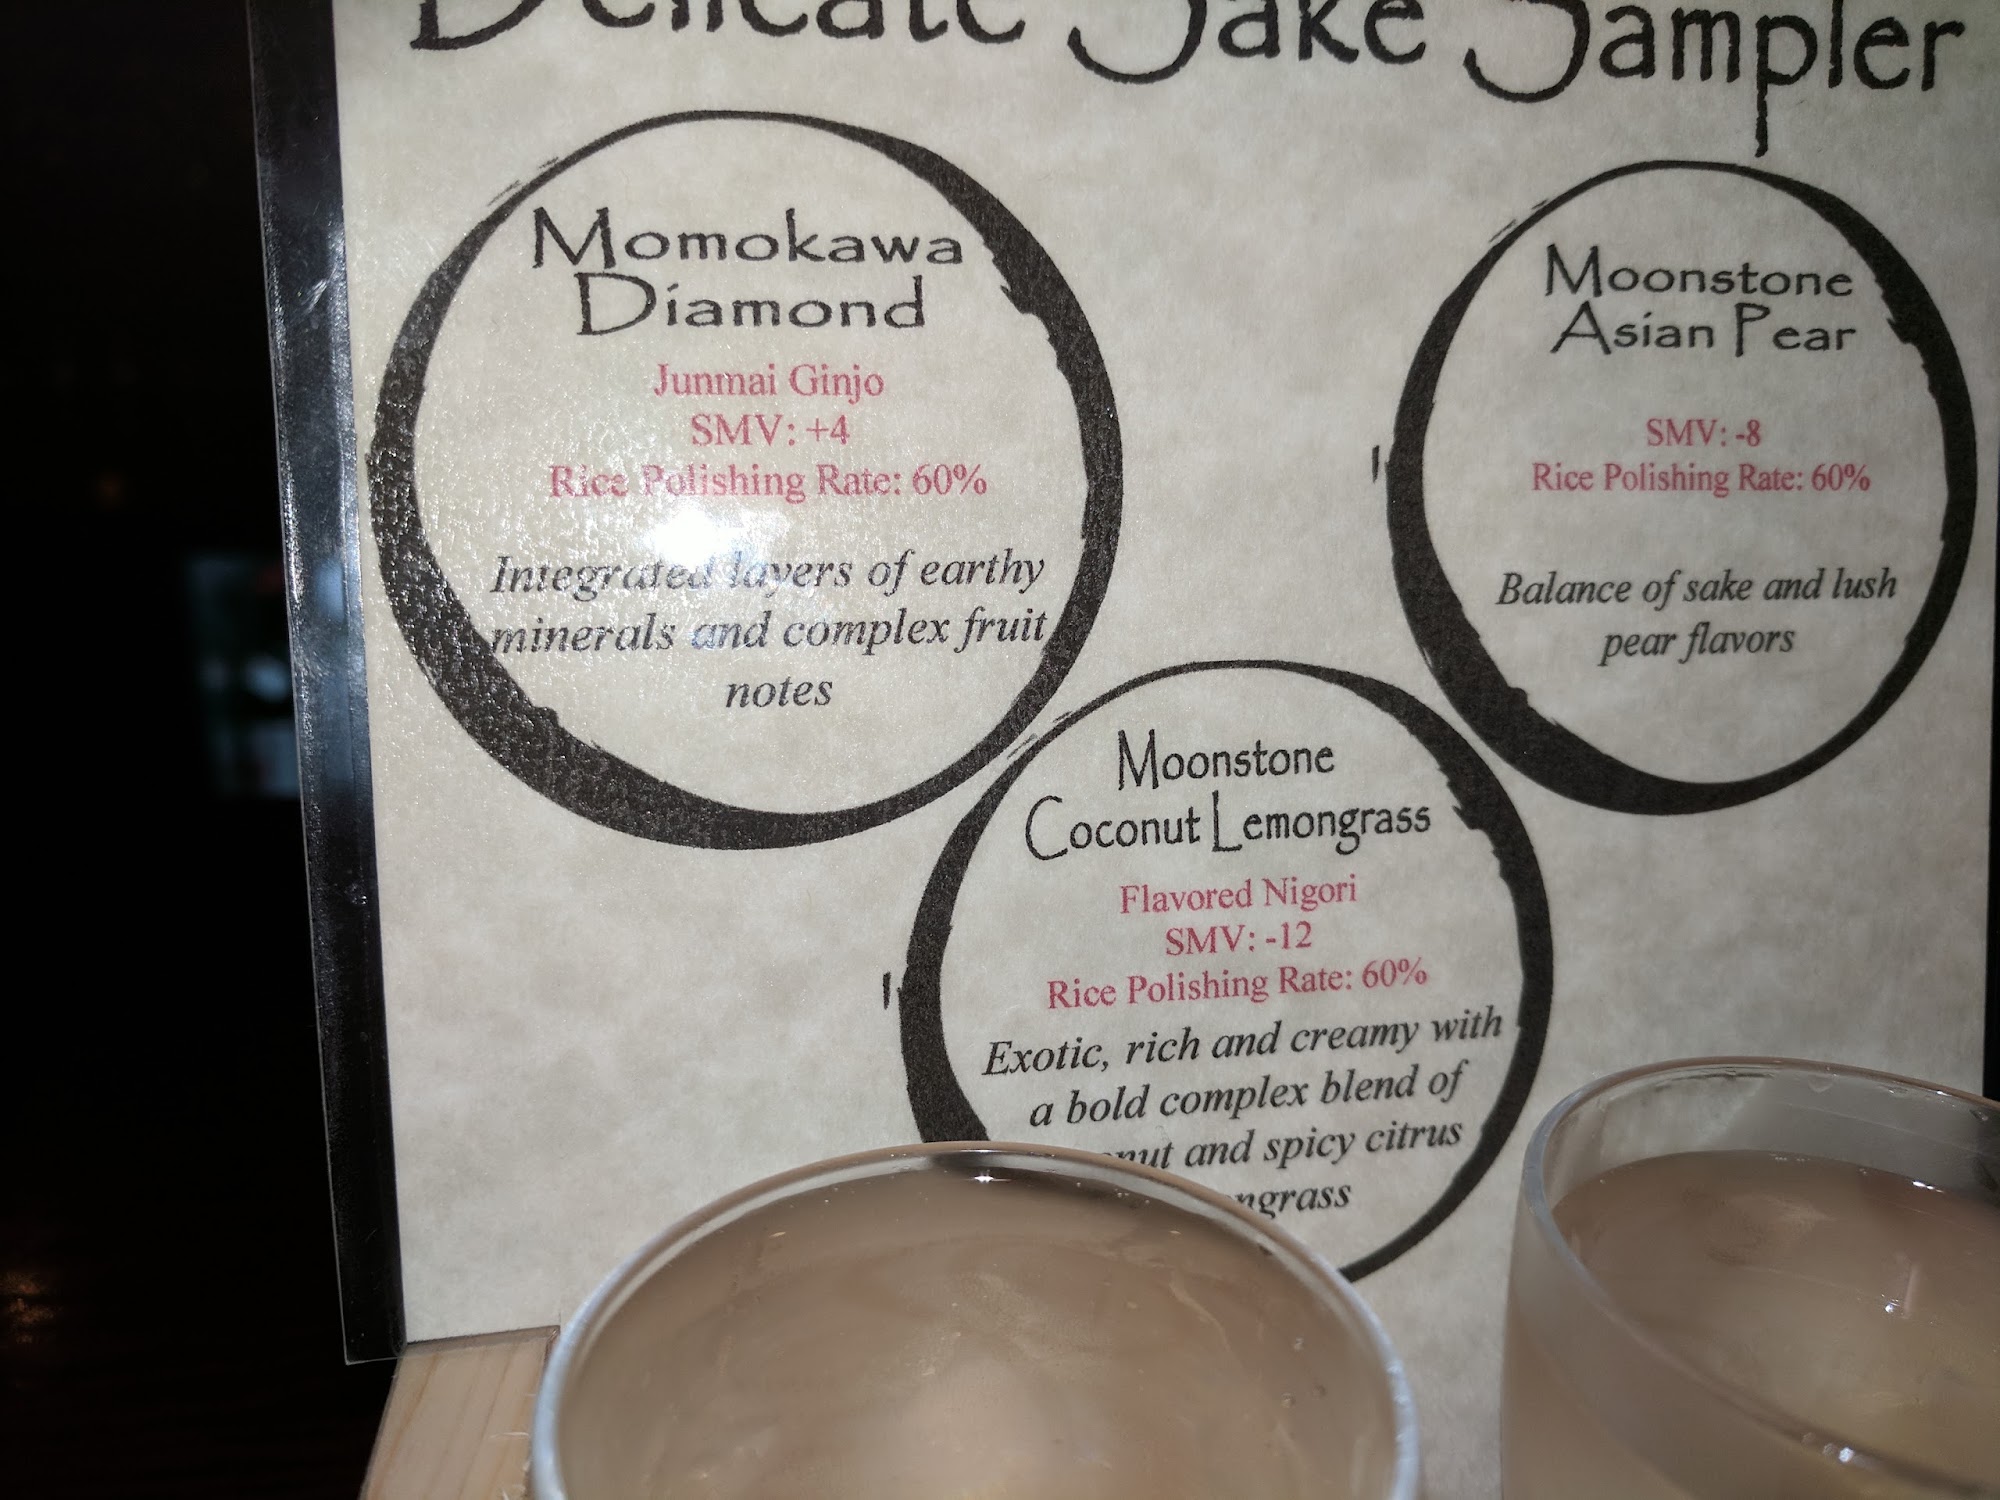 Delicate Sake Sampler
Momokawa
Diamond
Junmai Ginjo
SMV: +4
Rice Polishing Rate: 60%
Integrated layers of earthy
minerals and complex fruit
notes
Moonstone
Asian Pear
SMV: -8
Rice Polishing Rate: 60%
Balance of sake and lush
pear flavors
Moonstone
Coconut Lemongrass
Flavored Nigori
SMV: -12
Rice Polishing Rate: 60%
Exotic, rich and creamy with
a bold complex blend of
and spicy citrus